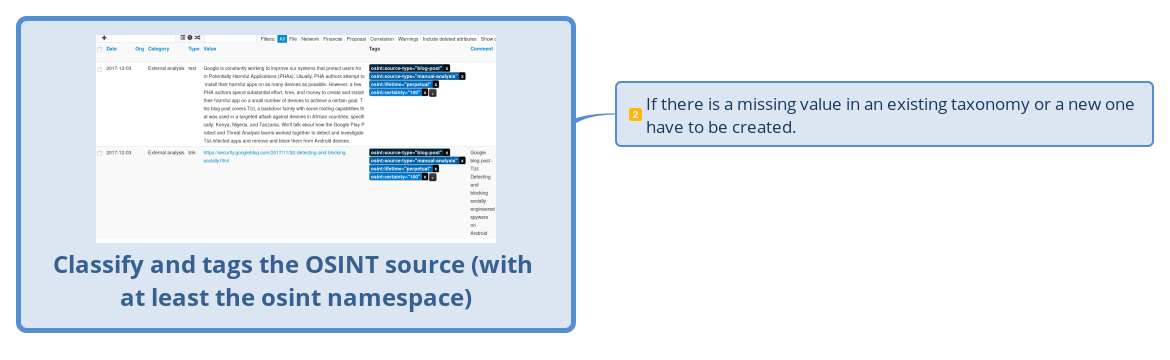 Filters: All File Network Financial Proposal Correlation Warnings Include deleted attributes Show c
Date Org Category Type Value Tags Comment
2017-12-03 External analysis text
Google is constantly working to improve our systems that protect users fro
m Potentially Harmful Applications (PHAs). Usually, PHA authors attempt to
install their harmful apps on as many devices as possible. However, a few
PHA authors spend substantial effort, time, and money to create and install
their harmful app on a small number of devices to achieve a certain goal. T
his blog post covers Tizi, a backdoor family with some rooting capabilities th
at was used in a targeted attack against devices in African countries, specifi
cally: Kenya, Nigeria, and Tanzania. We'll talk about how the Google Play P
rotect and Threat Analysis teams worked together to detect and investigate
Tizi-infected apps and remove and block them from Android devices.
osint:source-type="blog-post" x
osint:source-type="manual-analysis" x
osint:lifetime="perpetual" x
osint:certainty="100" x +
2017-12-03 External analysis link
https://security.googleblog.com/2017/11/tizi-detecting-and-blocking-
socially.html
osint:source-type="blog-post" x
osint:source-type="manual-analysis" x
osint:lifetime="perpetual" x
osint:certainty="100" x +
Google
blog post -
Tizi:
Detecting
and
blocking
socially
engineered
spyware
on
Android
Classify and tags the OSINT source (with
at least the osint namespace)
2 If there is a missing value in an existing taxonomy or a new one
have to be created.